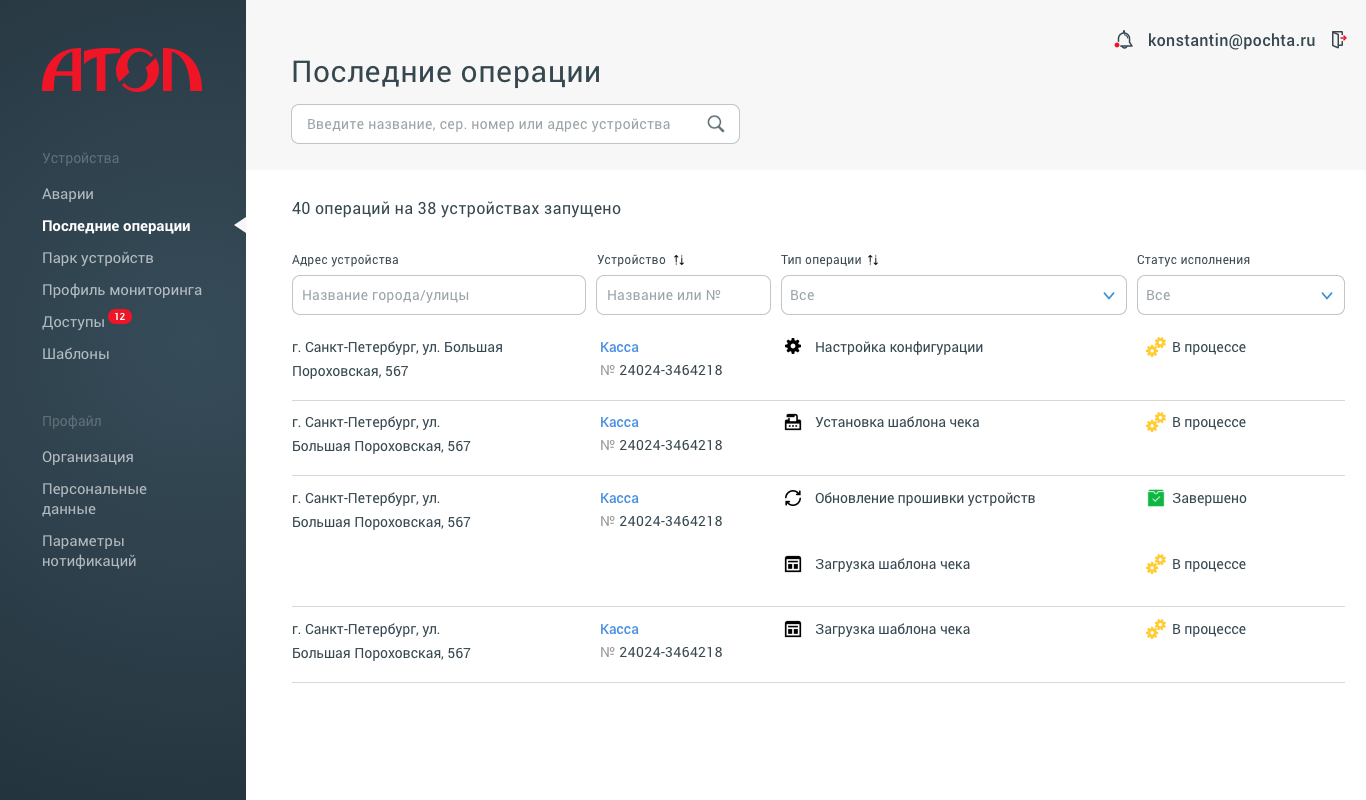 АТОЛ
Устройства
Аварии
Последние операции
Парк устройств
Профиль мониторинга
Доступы 12
Шаблоны
Профайл
Организация
Персональные
данные
Параметры
нотификаций
konstantin@pochta.ru
Последние операции
Введите название, сер. номер или адрес устройства
40 операций на 38 устройствах запущено
Адрес устройства Устройство Тип операции Статус исполнения
Название города/улицы Название или № Все Все
г. Санкт-Петербург, ул. Большая Касса Настройка конфигурации В процессе
Пороховская, 567 № 24024-3464218
г. Санкт-Петербург, ул. Касса Установка шаблона чека В процессе
Большая Пороховская, 567 № 24024-3464218
г. Санкт-Петербург, ул. Касса Обновление прошивки устройств Завершено
Большая Пороховская, 567 № 24024-3464218
Загрузка шаблона чека В процессе
г. Санкт-Петербург, ул. Касса Загрузка шаблона чека В процессе
Большая Пороховская, 567 № 24024-3464218